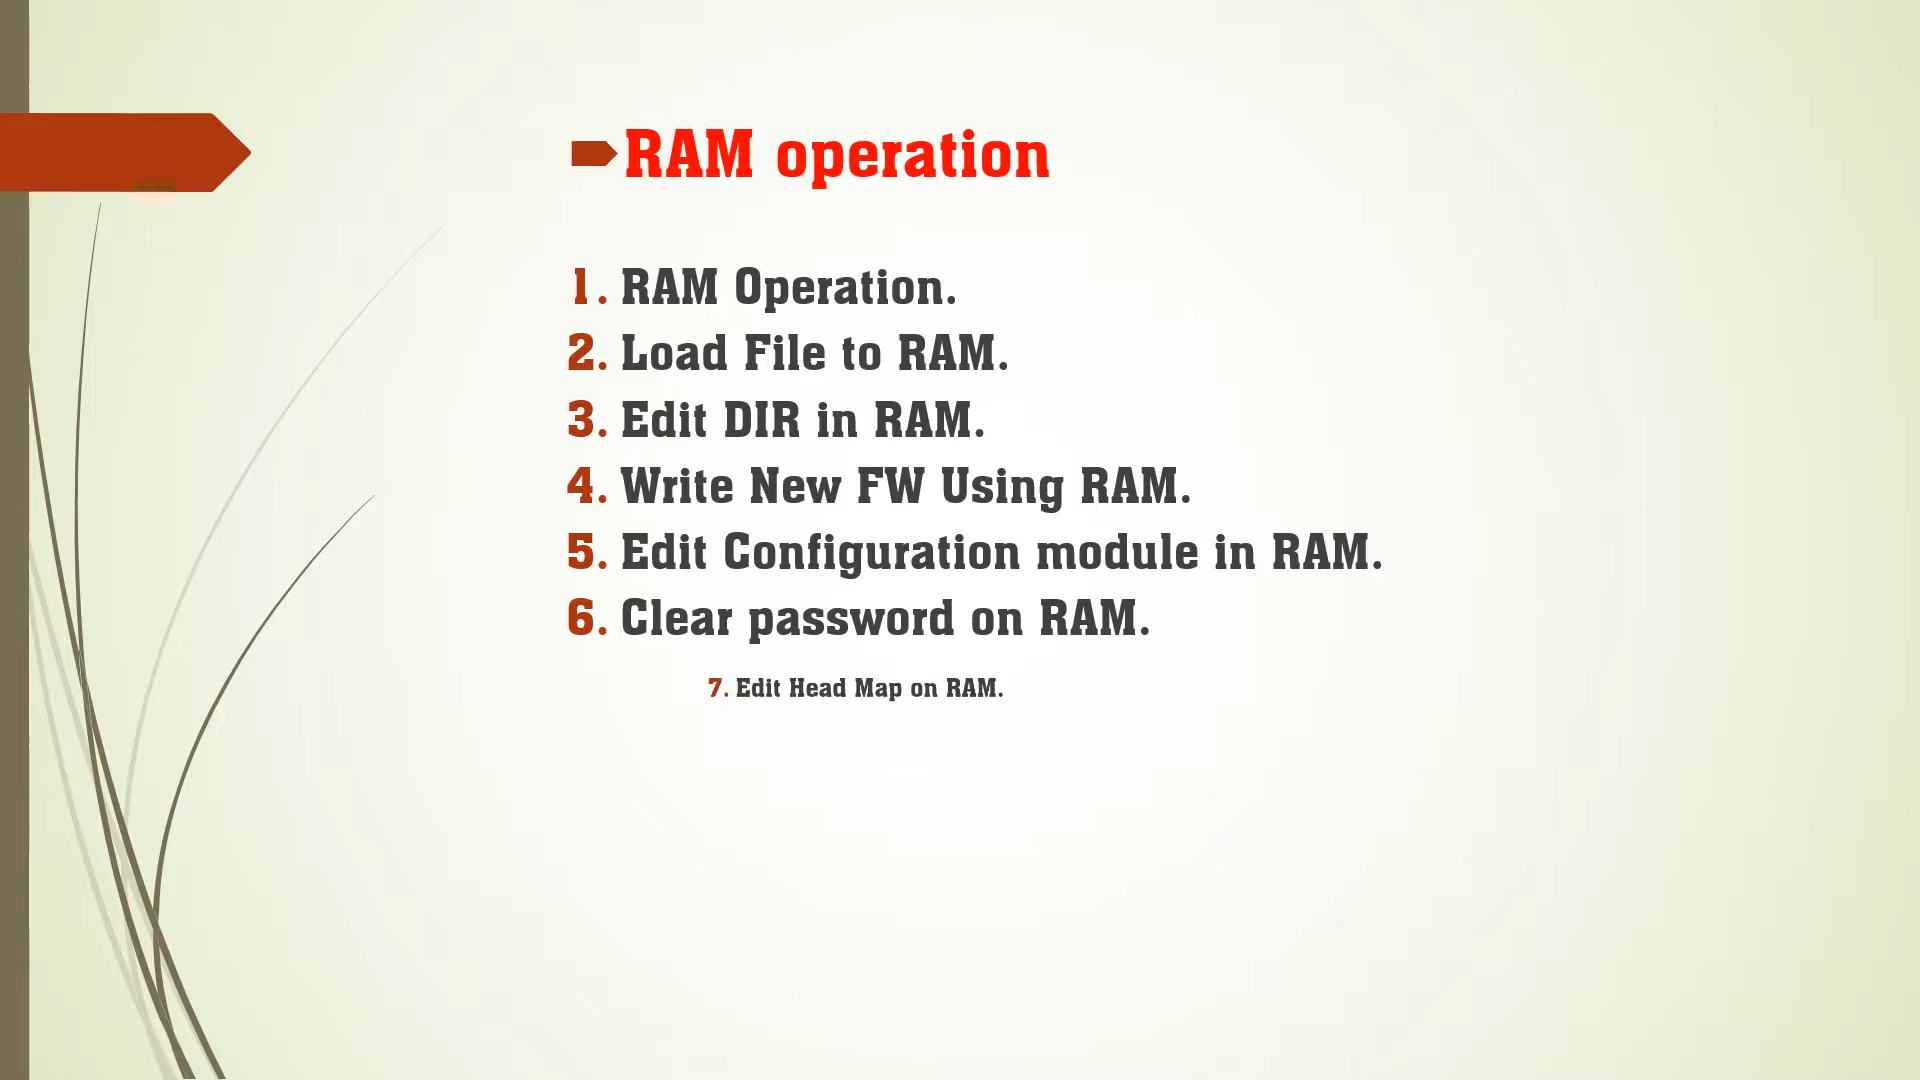 RAM operation
1. RAM Operation.
2. Load File to RAM.
3. Edit DIR in RAM.
4. Write New FW Using RAM.
5. Edit Configuration module in RAM.
6. Clear password on RAM.
7. Edit Head Map on RAM.